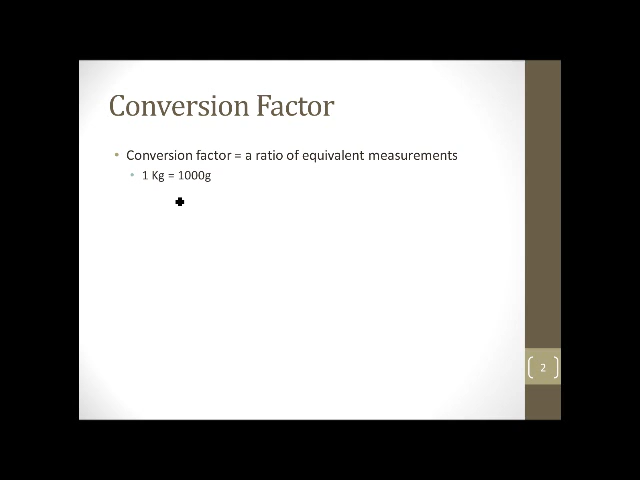 Conversion Factor
• Conversion factor = a ratio of equivalent measurements
• 1 Kg = 1000g
2